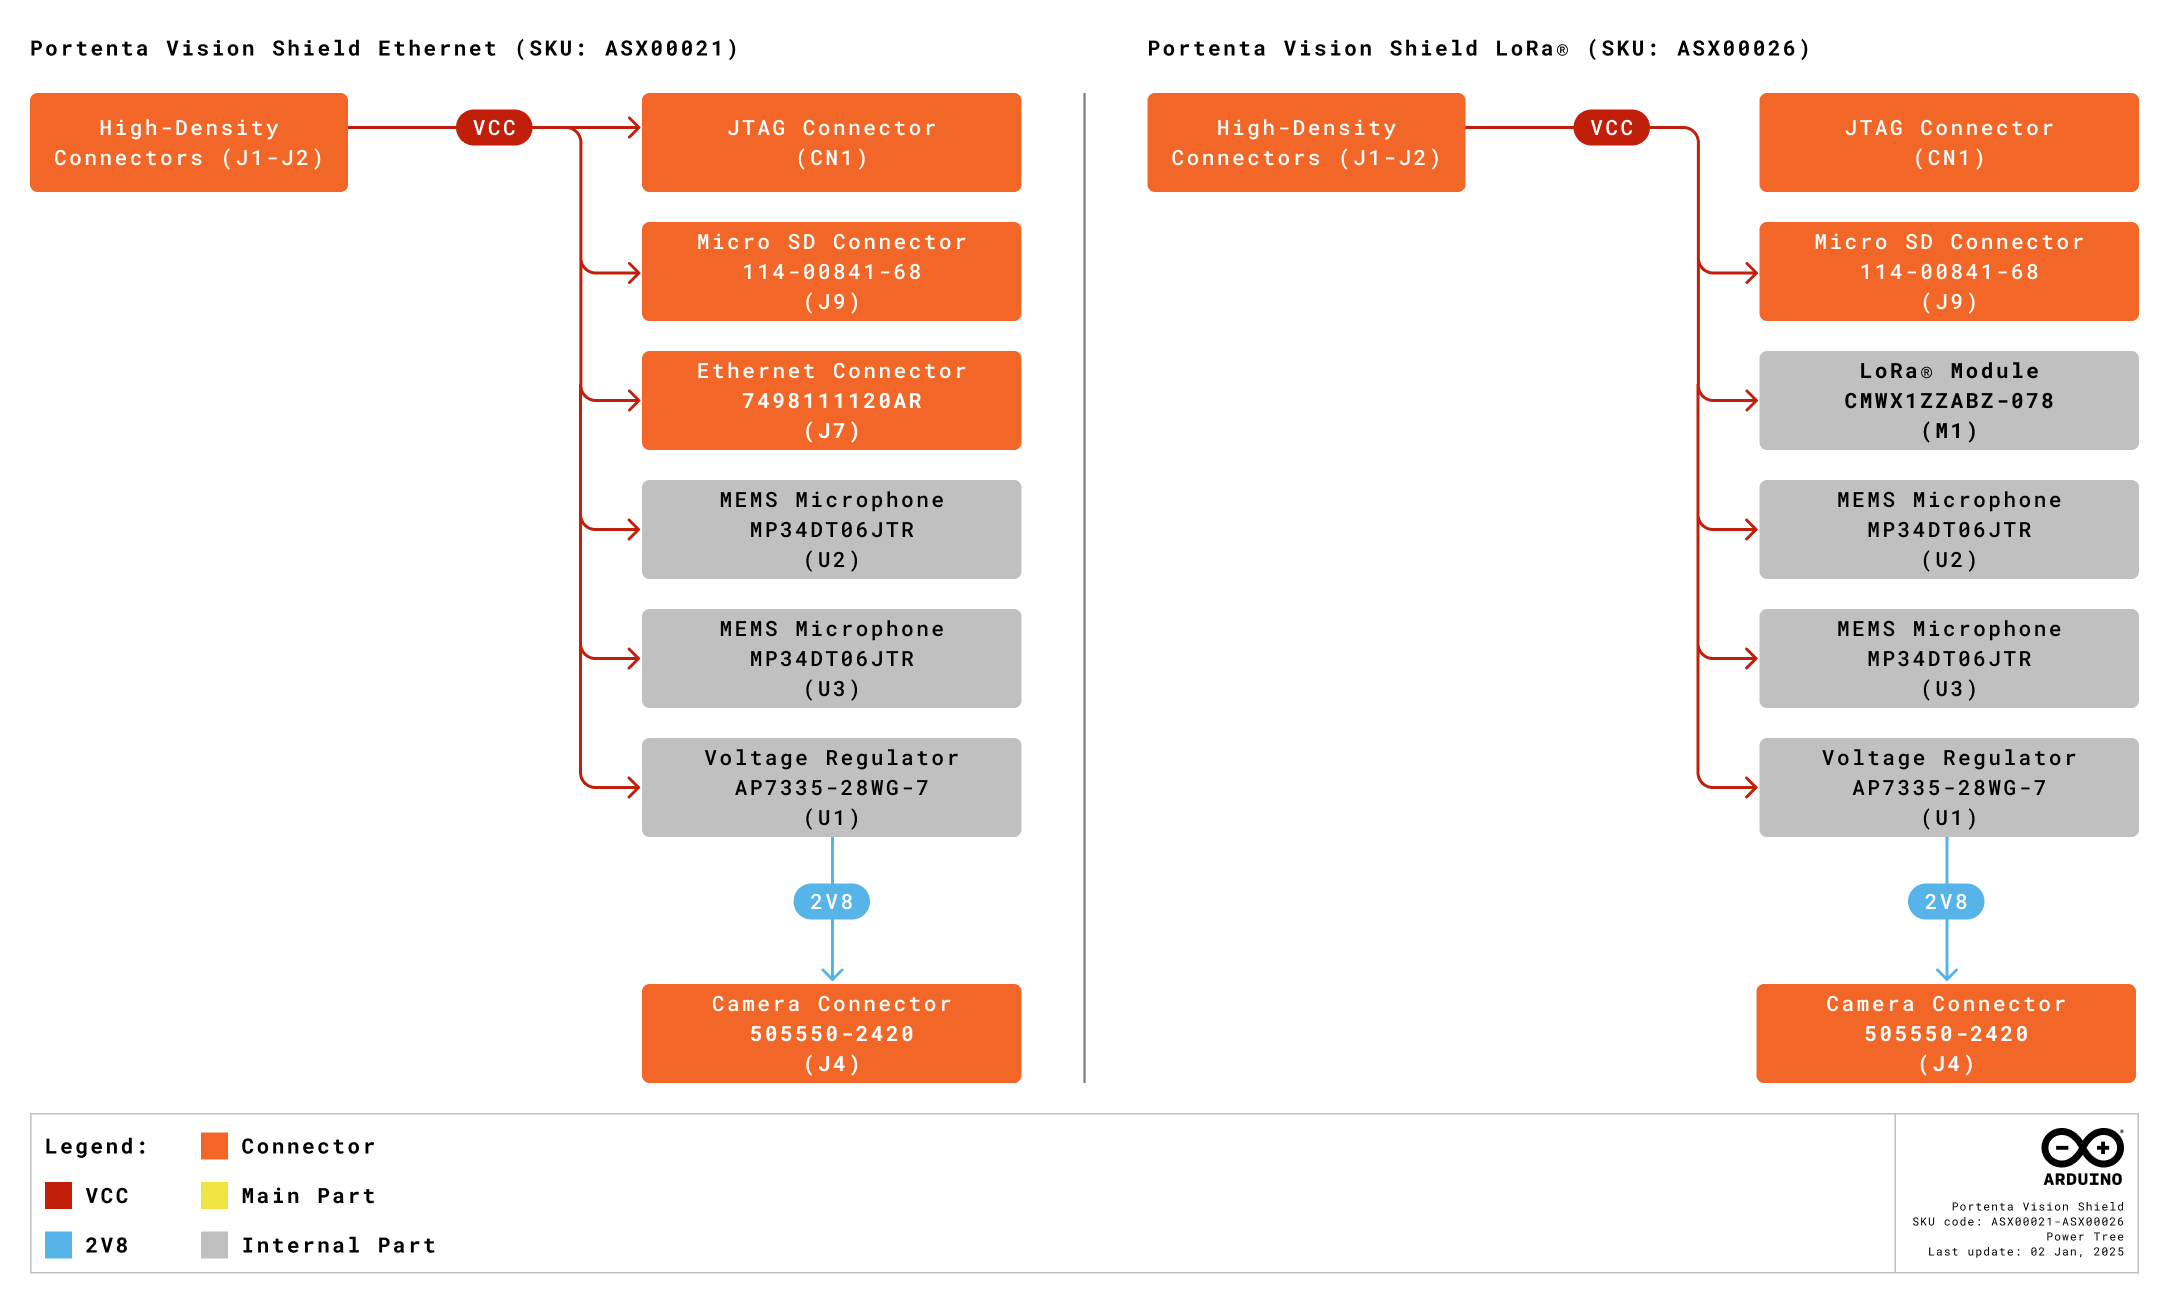 Portenta Vision Shield Ethernet (SKU: ASX00021)
High-Density
Connectors (J1-J2)
VCC
JTAG Connector
(CN1)
Micro SD Connector
114-00841-68
(J9)
Ethernet Connector
7498111120AR
(J7)
MEMS Microphone
MP34DT06JTR
(U2)
MEMS Microphone
MP34DT06JTR
(U3)
Voltage Regulator
AP7335-28WG-7
(U1)
2V8
Camera Connector
505550-2420
(J4)
Portenta Vision Shield LoRa® (SKU: ASX00026)
High-Density
Connectors (J1-J2)
VCC
JTAG Connector
(CN1)
Micro SD Connector
114-00841-68
(J9)
LoRa® Module
CMWX1ZZABZ-078
(M1)
MEMS Microphone
MP34DT06JTR
(U2)
MEMS Microphone
MP34DT06JTR
(U3)
Voltage Regulator
AP7335-28WG-7
(U1)
2V8
Camera Connector
505550-2420
(J4)
Legend:
Connector
VCC
Main Part
2V8
Internal Part
ARDUINO
Portenta Vision Shield
SKU code: ASX00021-ASX00026
Power Tree
Last update: 02 Jan, 2025